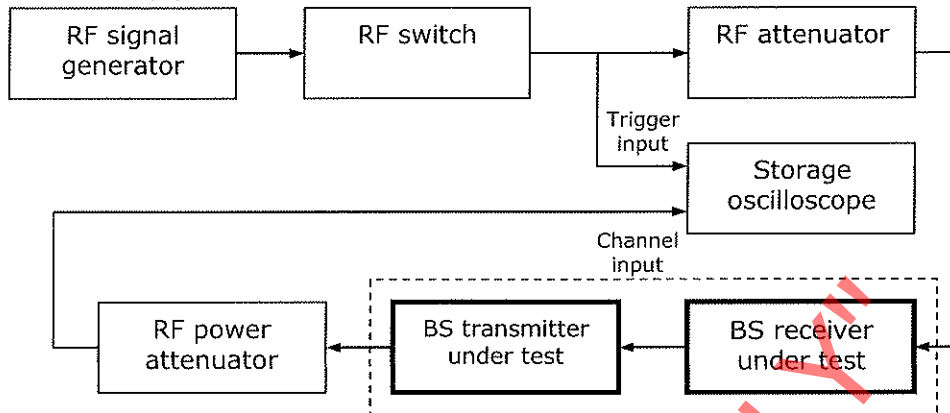 RF signal
generator
RF switch
RF attenuator
Trigger
input
Storage
oscilloscope
Channel
input
RF power
attenuator
BS transmitter
under test
BS receiver
under test
Y"